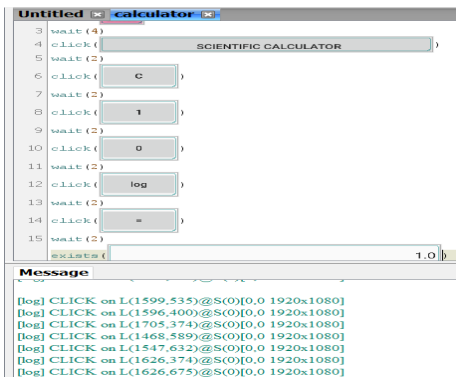 Untitled calculator
3 wait(4)
4 click( SCIENTIFIC CALCULATOR )
5 wait(2)
6 click( C )
7 wait(2)
8 click( 1 )
9 wait(2)
10 click( 0 )
11 wait(2)
12 click( log )
13 wait(2)
14 click( = )
15 wait(2)
exists( 1.0 )
Message
[log] CLICK on L(1599,535)@S(0)[0,0 1920x1080]
[log] CLICK on L(1596,400)@S(0)[0,0 1920x1080]
[log] CLICK on L(1705,374)@S(0)[0,0 1920x1080]
[log] CLICK on L(1468,589)@S(0)[0,0 1920x1080]
[log] CLICK on L(1547,632)@S(0)[0,0 1920x1080]
[log] CLICK on L(1626,374)@S(0)[0,0 1920x1080]
[log] CLICK on L(1626,675)@S(0)[0,0 1920x1080]